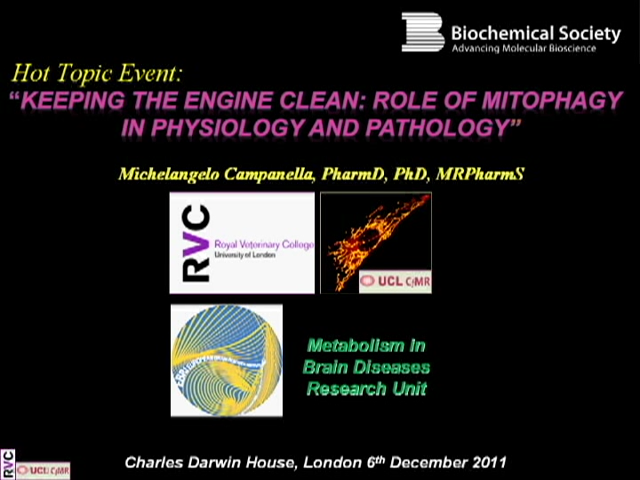 Biochemical Society
Advancing Molecular Bioscience
Hot Topic Event:
“KEEPING THE ENGINE CLEAN: ROLE OF MITOPHAGY
IN PHYSIOLOGY AND PATHOLOGY”
Michelangelo Campanella, PharmD, PhD, MRPharmS
RVC
Royal Veterinary College
University of London
UCL CfMR
Metabolism in
Brain Diseases
Research Unit
RVC
UCL CfMR
Charles Darwin House, London 6th December 2011